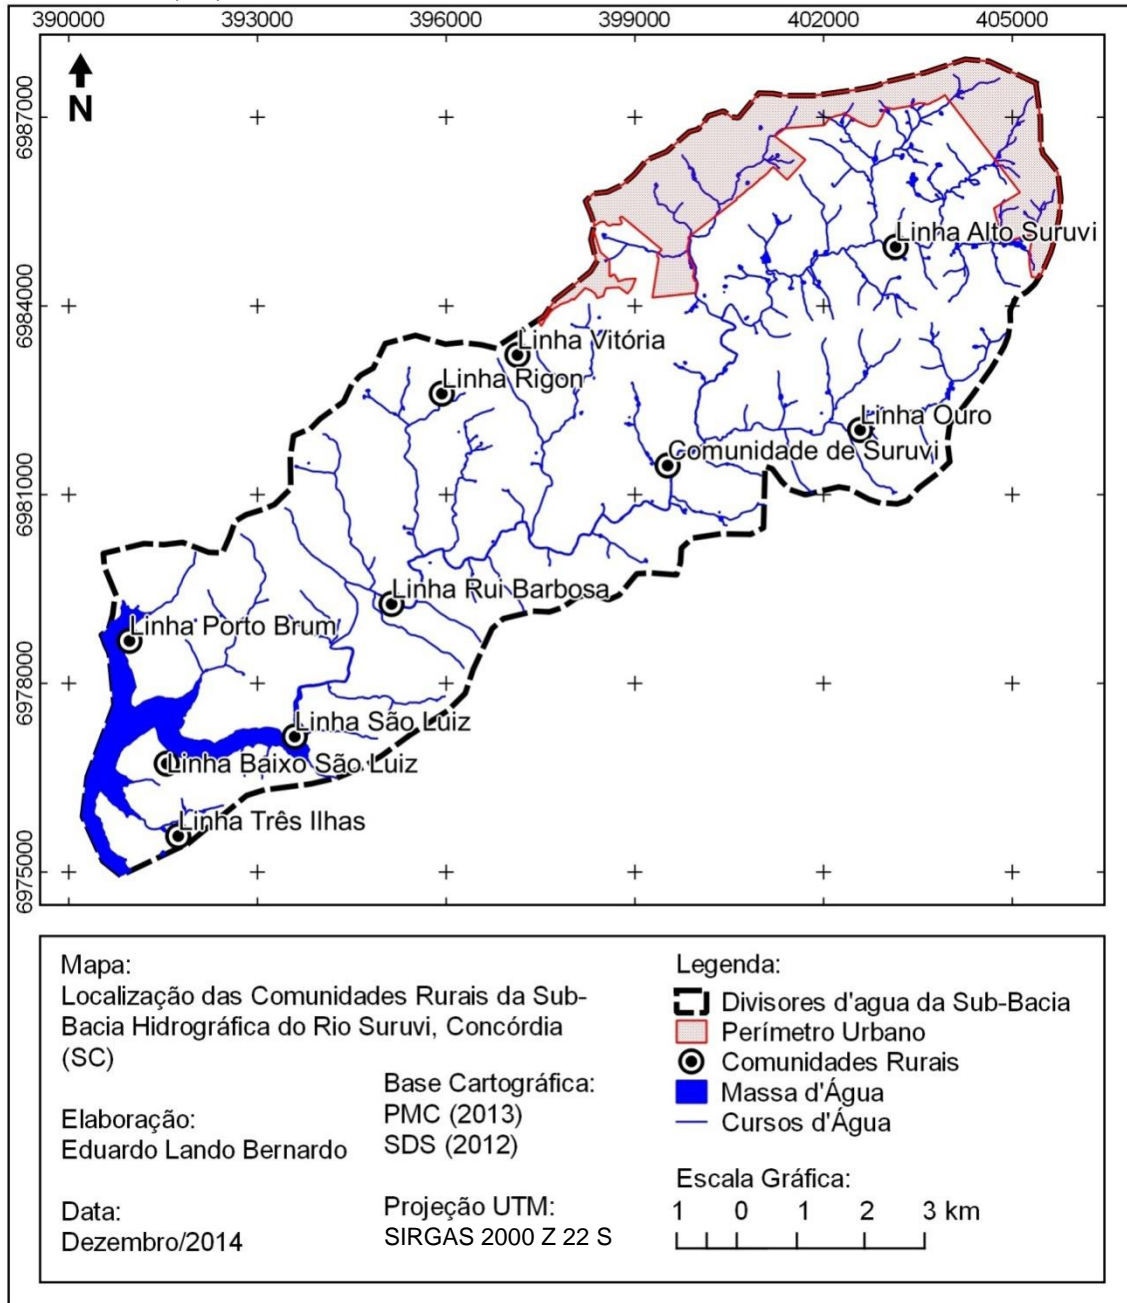 390000 393000 396000 399000 402000 405000
6987000
N
Linha Alto Suruvi
6984000
Linha Vitória
Linha Rigon
Linha Ouro
Comunidade de Suruvi
6981000
Linha Rui Barbosa
Linha Porto Brum
6978000
Linha São Luiz
Linha Baixo São Luiz
Linha Três Ilhas
6975000
Mapa:
Localização das Comunidades Rurais da Sub-
Bacia Hidrográfica do Rio Suruvi, Concórdia
(SC)
Elaboração:
Eduardo Lando Bernardo
Data:
Dezembro/2014
Base Cartográfica:
PMC (2013)
SDS (2012)
Projeção UTM:
SIRGAS 2000 Z 22 S
Legenda:
Divisores d'agua da Sub-Bacia
Perímetro Urbano
Comunidades Rurais
Massa d'Água
Cursos d'Água
Escala Gráfica:
1 0 1 2 3 km